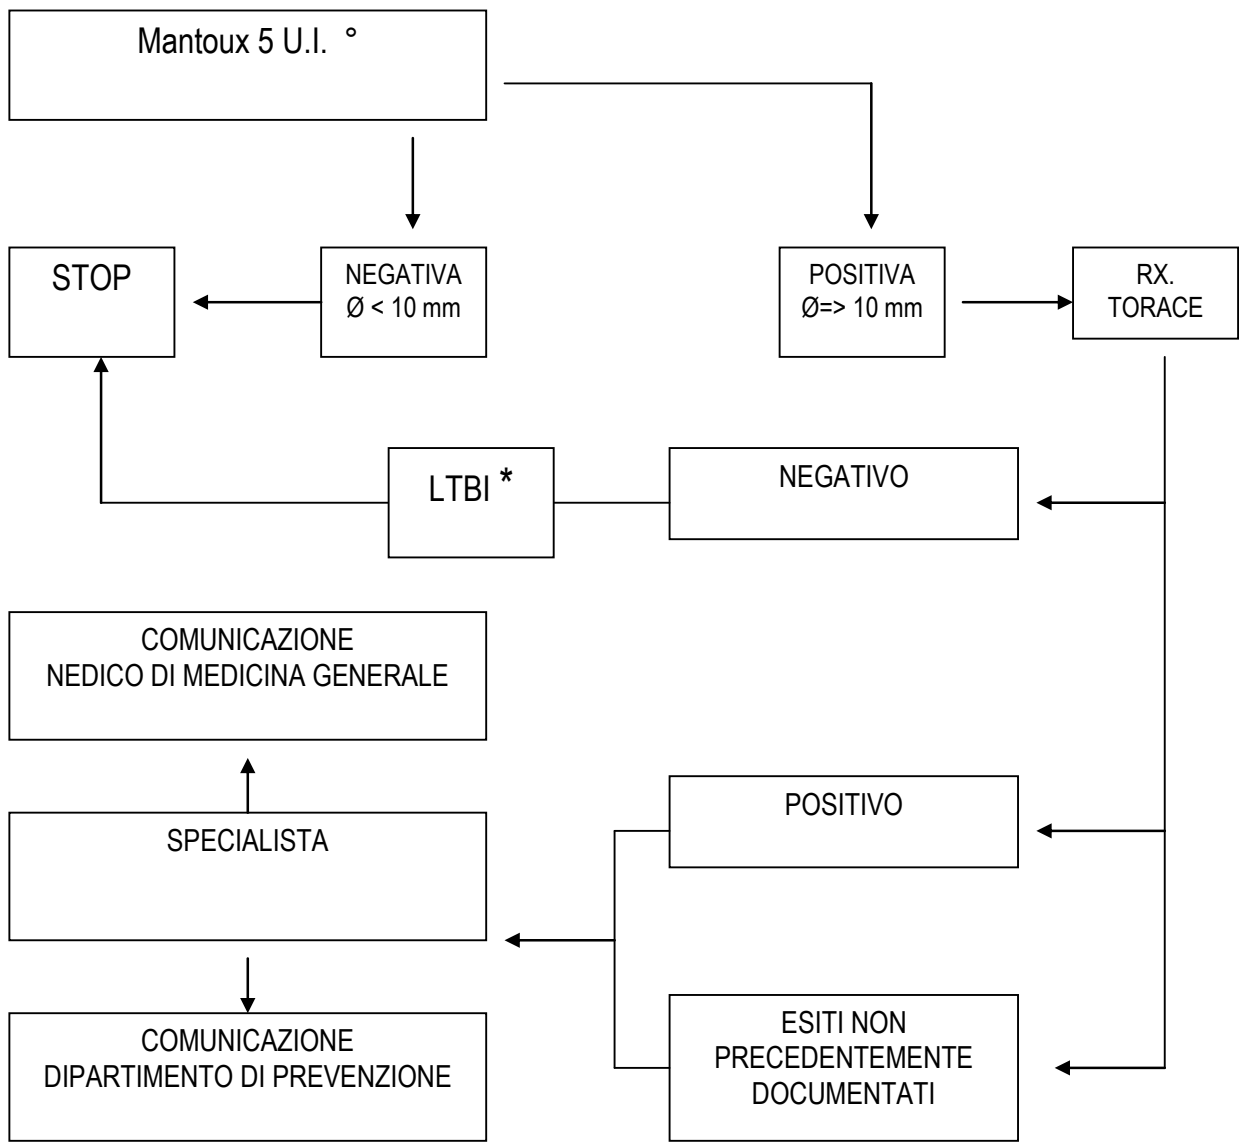 Mantoux 5 U.I. °
STOP
NEGATIVA
Ø < 10 mm
POSITIVA
Ø=> 10 mm
RX.
TORACE
LTBI *
NEGATIVO
COMUNICAZIONE
NEDICO DI MEDICINA GENERALE
POSITIVO
SPECIALISTA
ESITI NON
PRECEDENTEMENTE
DOCUMENTATI
COMUNICAZIONE
DIPARTIMENTO DI PREVENZIONE